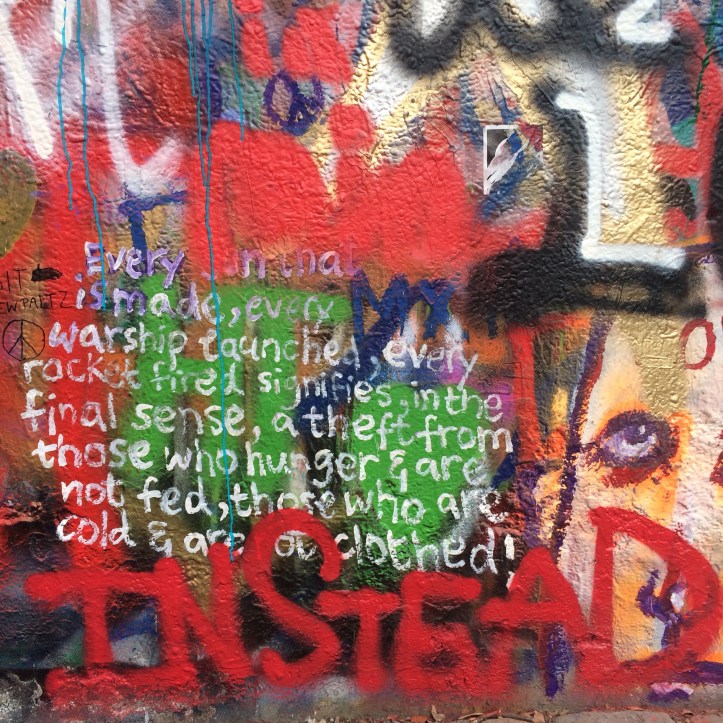 Every in that
is made, every
warship launched, every
rocket fired signifies, in the
final sense, a theft from
those who hunger & are
not fed, those who are
cold & are clothed!
INSTEAD